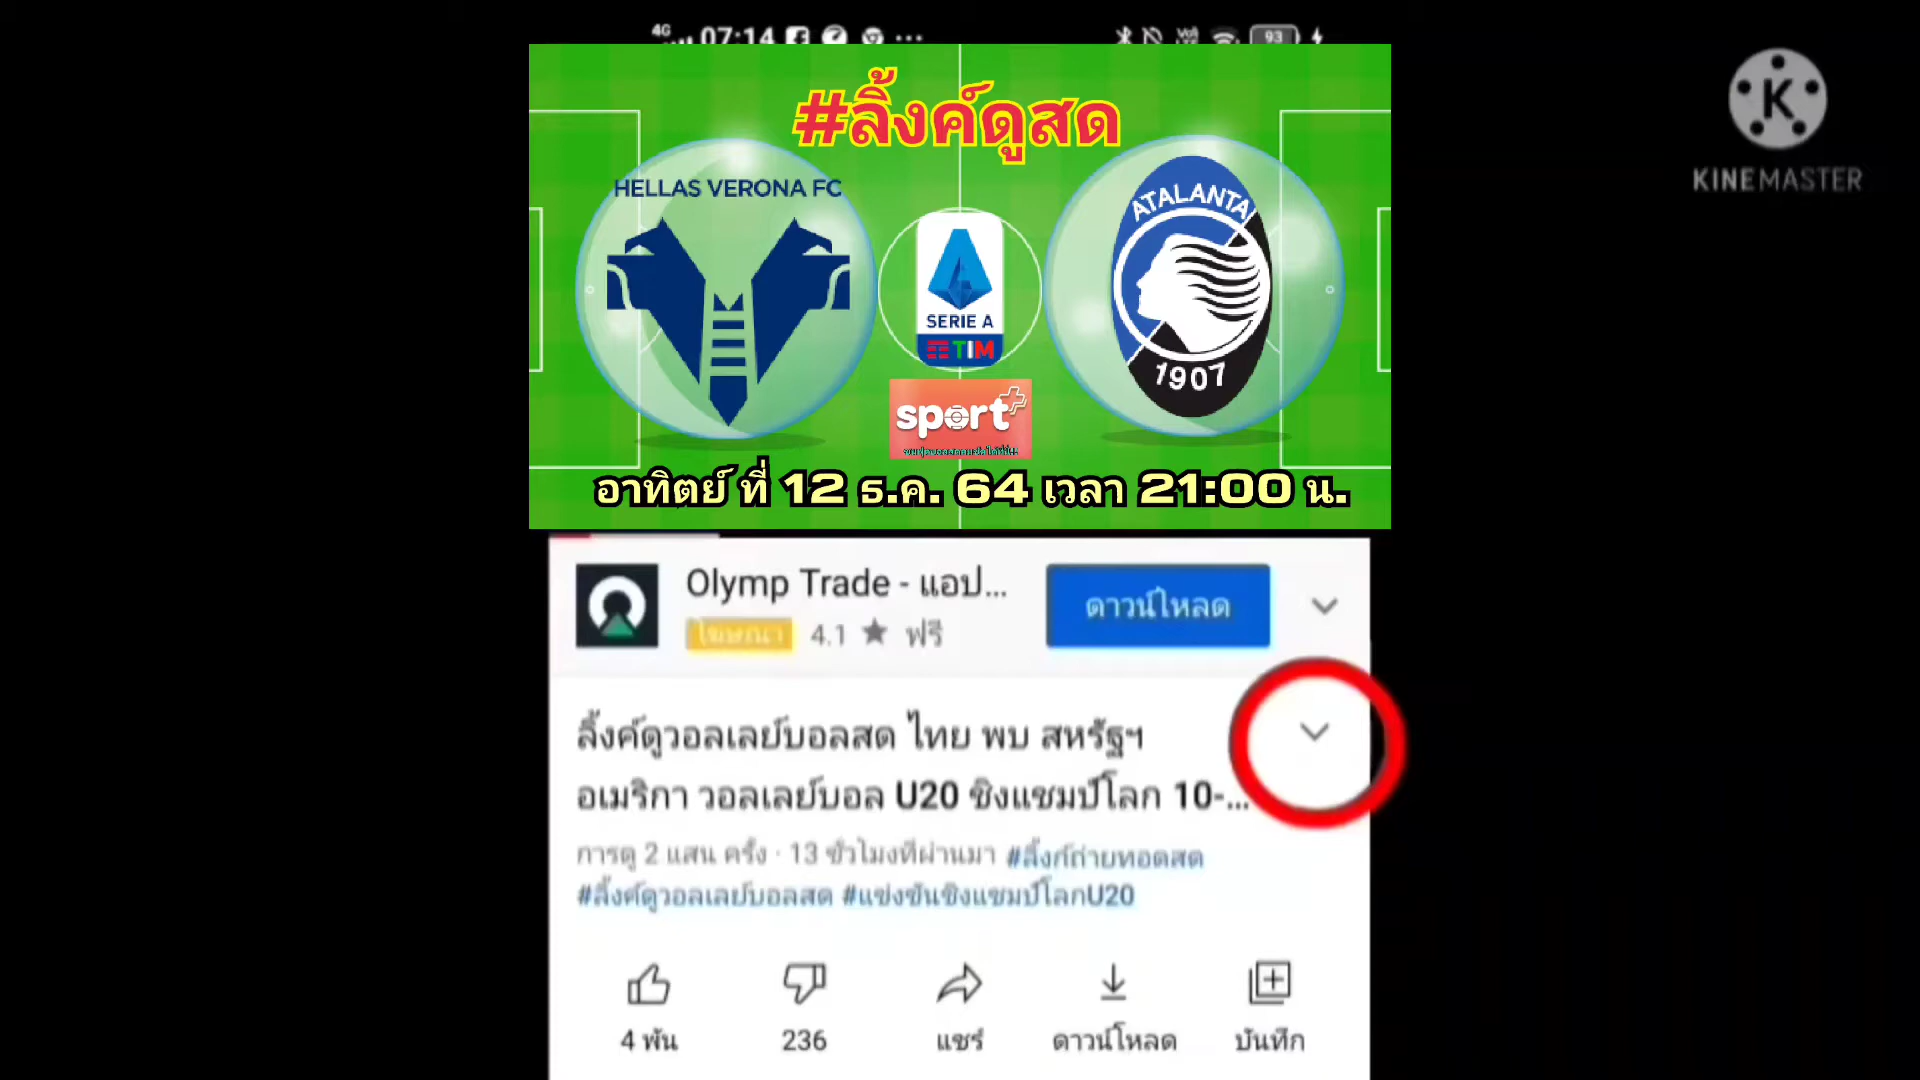 4G 07:14 93
KINEMASTER
#ลิ้งค์ดูสด
HELLAS VERONA FC
ATALANTA
1907
SERIE A
TIM
sport
อาทิตย์ ที่ 12 ธ.ค. 64 เวลา 21:00 น.
Olymp Trade - แอป...
ดาวน์โหลด
โฆษณา 4.1 ★ ฟรี
ลิ้งค์ดูวอลเลย์บอลสด ไทย พบ สหรัฐฯ
อเมริกา วอลเลย์บอล U20 ชิงแชมป์โลก 10-...
การดู 2 แสน ครั้ง · 13 ชั่วโมงที่ผ่านมา #ลิ้งก์ถ่ายทอดสด
#ลิ้งค์ดูวอลเลย์บอลสด #แข่งขันชิงแชมป์โลกU20
4 พัน 236 แชร์ ดาวน์โหลด บันทึก